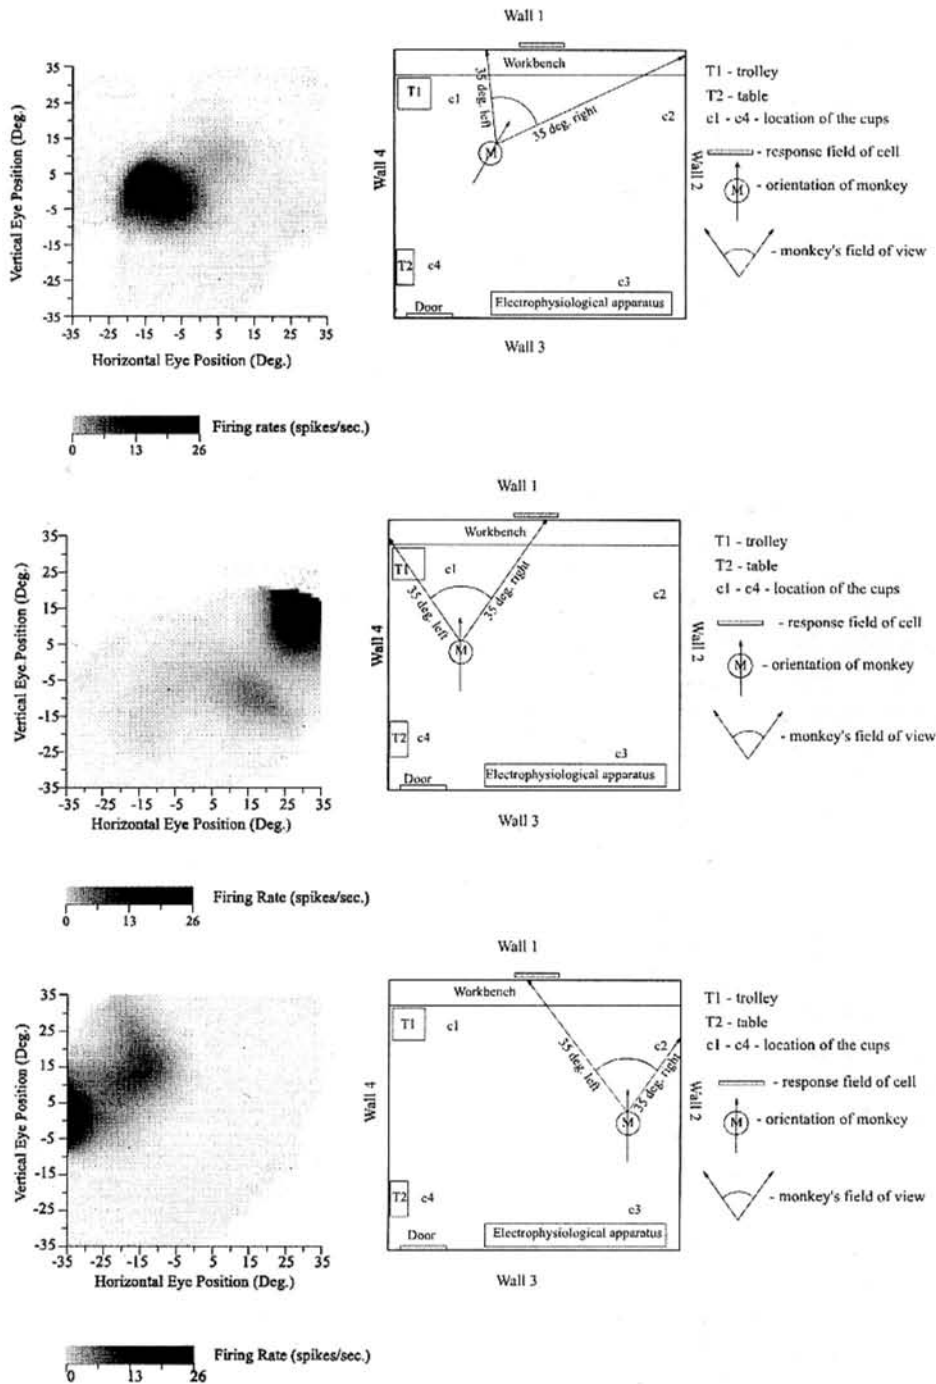 Wall 1
35
25
15
5
-5
-15
-25
-35
Vertical Eye Position (Deg.)
-35 -25 -15 -5 5 15 25 35
Horizontal Eye Position (Deg.)
Workbench
T1
c1
c2
35 deg. left
35 deg. right
M
Wall 4
Wall 2
T2
c4
c3
Door
Electrophysiological apparatus
Wall 3
T1 - trolley
T2 - table
c1 - c4 - location of the cups
- response field of cell
M
- orientation of monkey
- monkey's field of view
Firing rates (spikes/sec.)
0 13 26
Wall 1
35
25
15
5
-5
-15
-25
-35
Vertical Eye Position (Deg.)
-35 -25 -15 -5 5 15 25 35
Horizontal Eye Position (Deg.)
Workbench
T1
c1
c2
35 deg. left
35 deg. right
M
Wall 4
Wall 2
T2
c4
c3
Door
Electrophysiological apparatus
Wall 3
T1 - trolley
T2 - table
c1 - c4 - location of the cups
- response field of cell
M
- orientation of monkey
- monkey's field of view
Firing Rate (spikes/sec.)
0 13 26
Wall 1
35
25
15
5
-5
-15
-25
-35
Vertical Eye Position (Deg.)
-35 -25 -15 -5 5 15 25 35
Horizontal Eye Position (Deg.)
Workbench
T1
c1
c2
35 deg. left
35 deg. right
M
Wall 4
Wall 2
T2
c4
c3
Door
Electrophysiological apparatus
Wall 3
T1 - trolley
T2 - table
c1 - c4 - location of the cups
- response field of cell
M
- orientation of monkey
- monkey's field of view
Firing Rate (spikes/sec.)
0 13 26